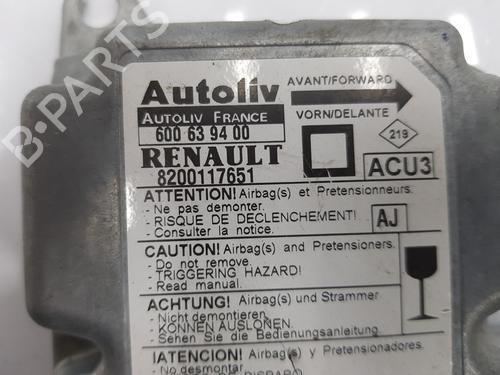 B-PARTS
Autoliv
AVANT/FORWARD
AUTOLIV FRANCE
VORN/DELANTE
600 63 94 00
219
RENAULT
ACU3
8200117651
ATTENTION! Airbag(s) et Pretensionneurs.
- Ne pas demonter.
- RISQUE DE DECLENCHEMENT!
AJ
- Consulter la notice.
CAUTION! Airbag(s) and Pretensioners.
- Do not remove.
- TRIGGERING HAZARD!
- Read manual.
ACHTUNG! Airbag(s) und Strammer
- Nicht demontieren.
- KONNEN AUSLONEN.
- Sehen Sie die Bedienungsanleitung.
¡ATENCION! Airbag(s) y Pretensionadores.
- No desmontar